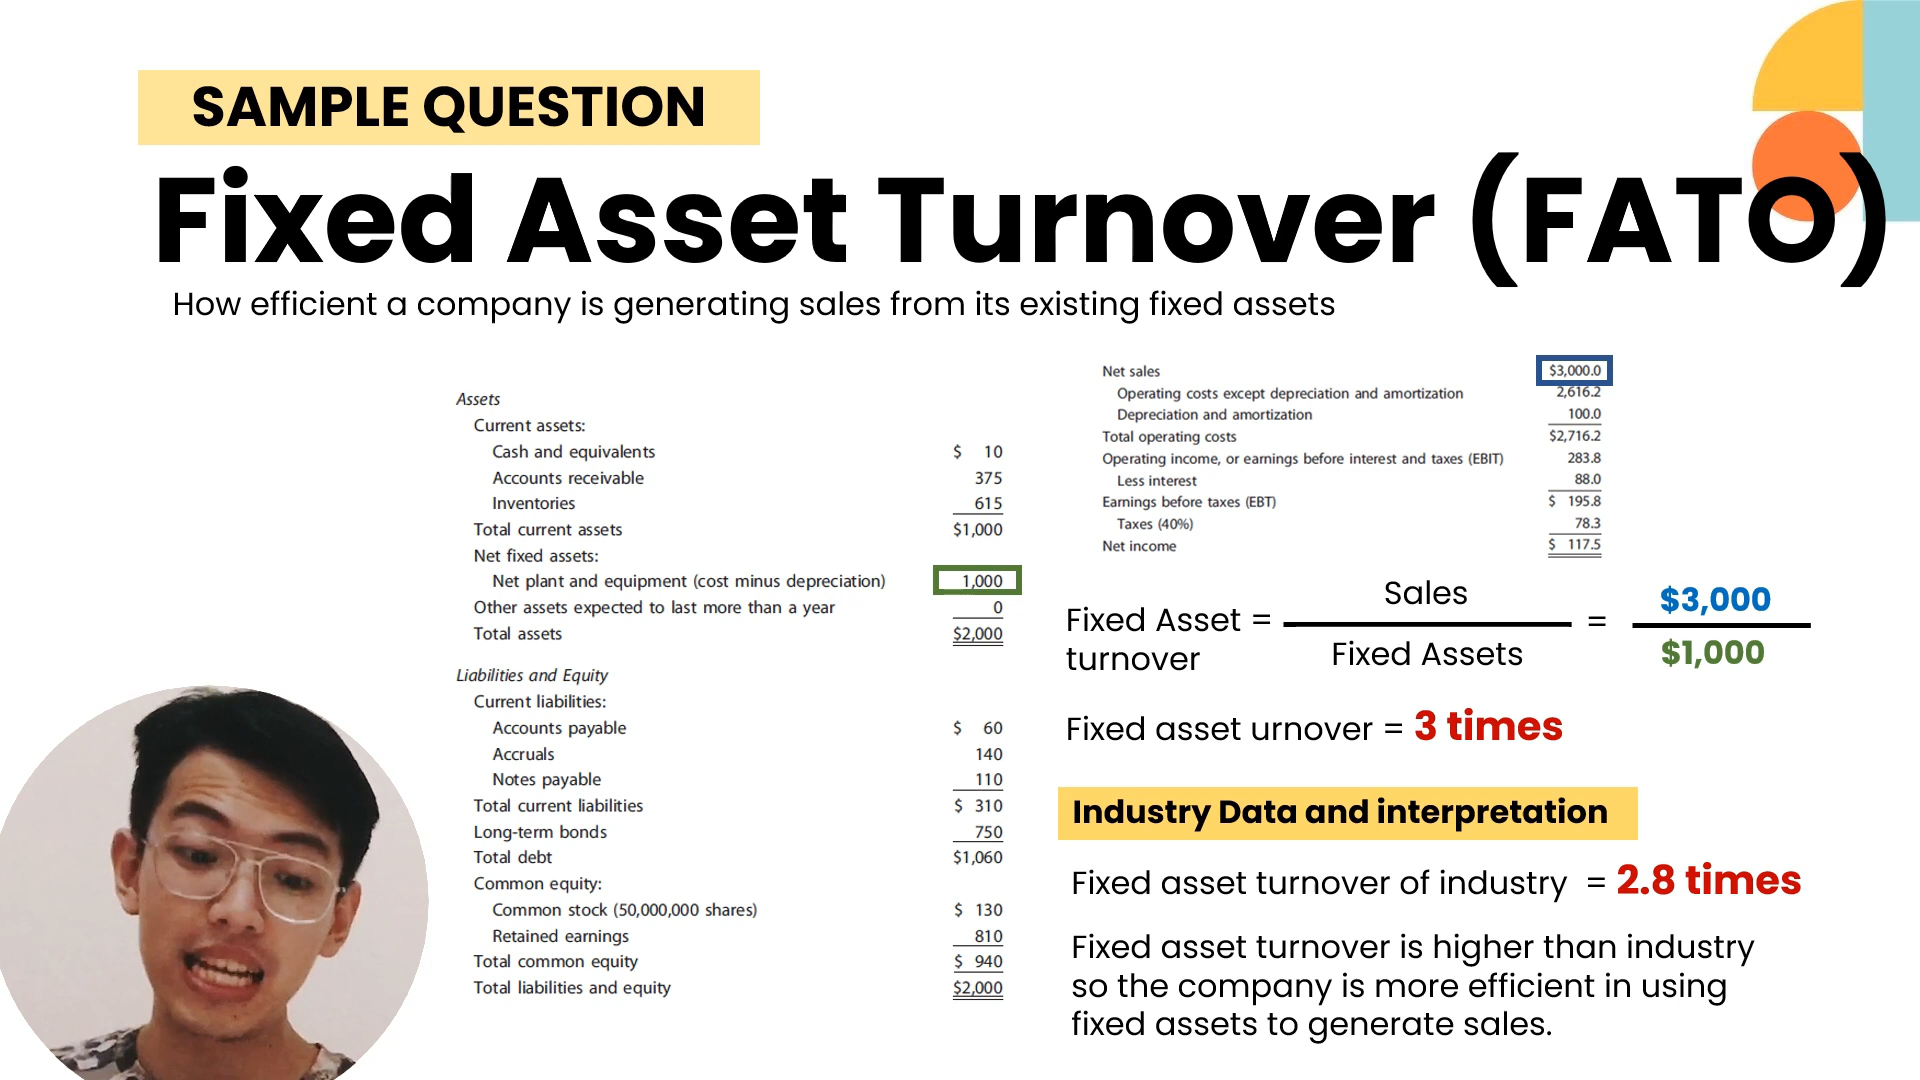 SAMPLE QUESTION
Fixed Asset Turnover (FATO)
How efficient a company is generating sales from its existing fixed assets
Assets
Current assets:
Cash and equivalents $ 10
Accounts receivable 375
Inventories 615
Total current assets $1,000
Net fixed assets:
Net plant and equipment (cost minus depreciation) 1,000
Other assets expected to last more than a year 0
Total assets $2,000
Liabilities and Equity
Current liabilities:
Accounts payable $ 60
Accruals 140
Notes payable 110
Total current liabilities $ 310
Long-term bonds 750
Total debt $1,060
Common equity:
Common stock (50,000,000 shares) $ 130
Retained earnings 810
Total common equity $ 940
Total liabilities and equity $2,000
Net sales $3,000.0
Operating costs except depreciation and amortization 2,616.2
Depreciation and amortization 100.0
Total operating costs $2,716.2
Operating income, or earnings before interest and taxes (EBIT) 283.8
Less interest 88.0
Earnings before taxes (EBT) $ 195.8
Taxes (40%) 78.3
Net income $ 117.5
Sales $3,000
Fixed Asset = =
turnover Fixed Assets $1,000
Fixed asset urnover = 3 times
Industry Data and interpretation
Fixed asset turnover of industry = 2.8 times
Fixed asset turnover is higher than industry
so the company is more efficient in using
fixed assets to generate sales.